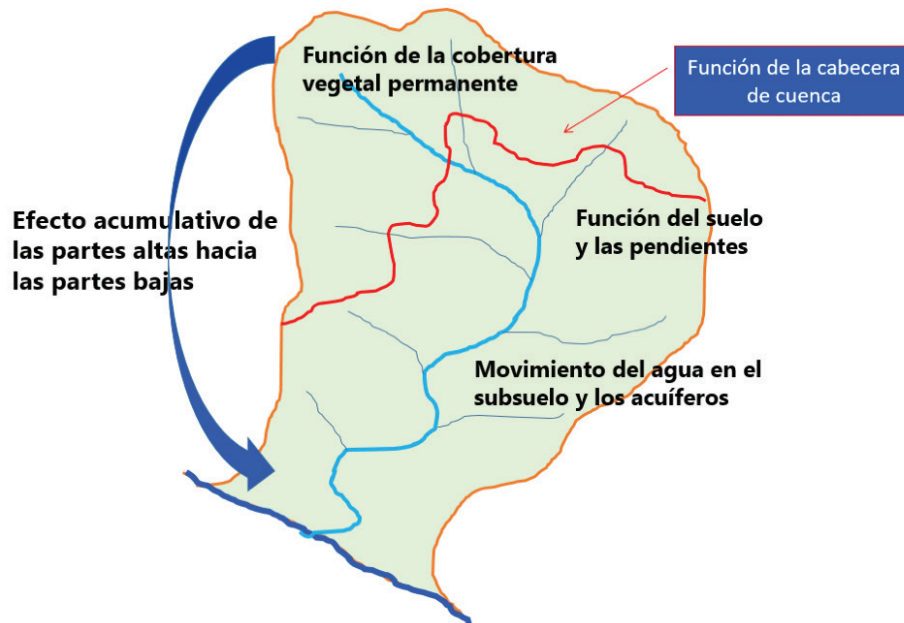 Función de la cobertura
vegetal permanente
Función de la cabecera
de cuenca
Efecto acumulativo de
las partes altas hacia
las partes bajas
Función del suelo
y las pendientes
Movimiento del agua en el
subsuelo y los acuíferos